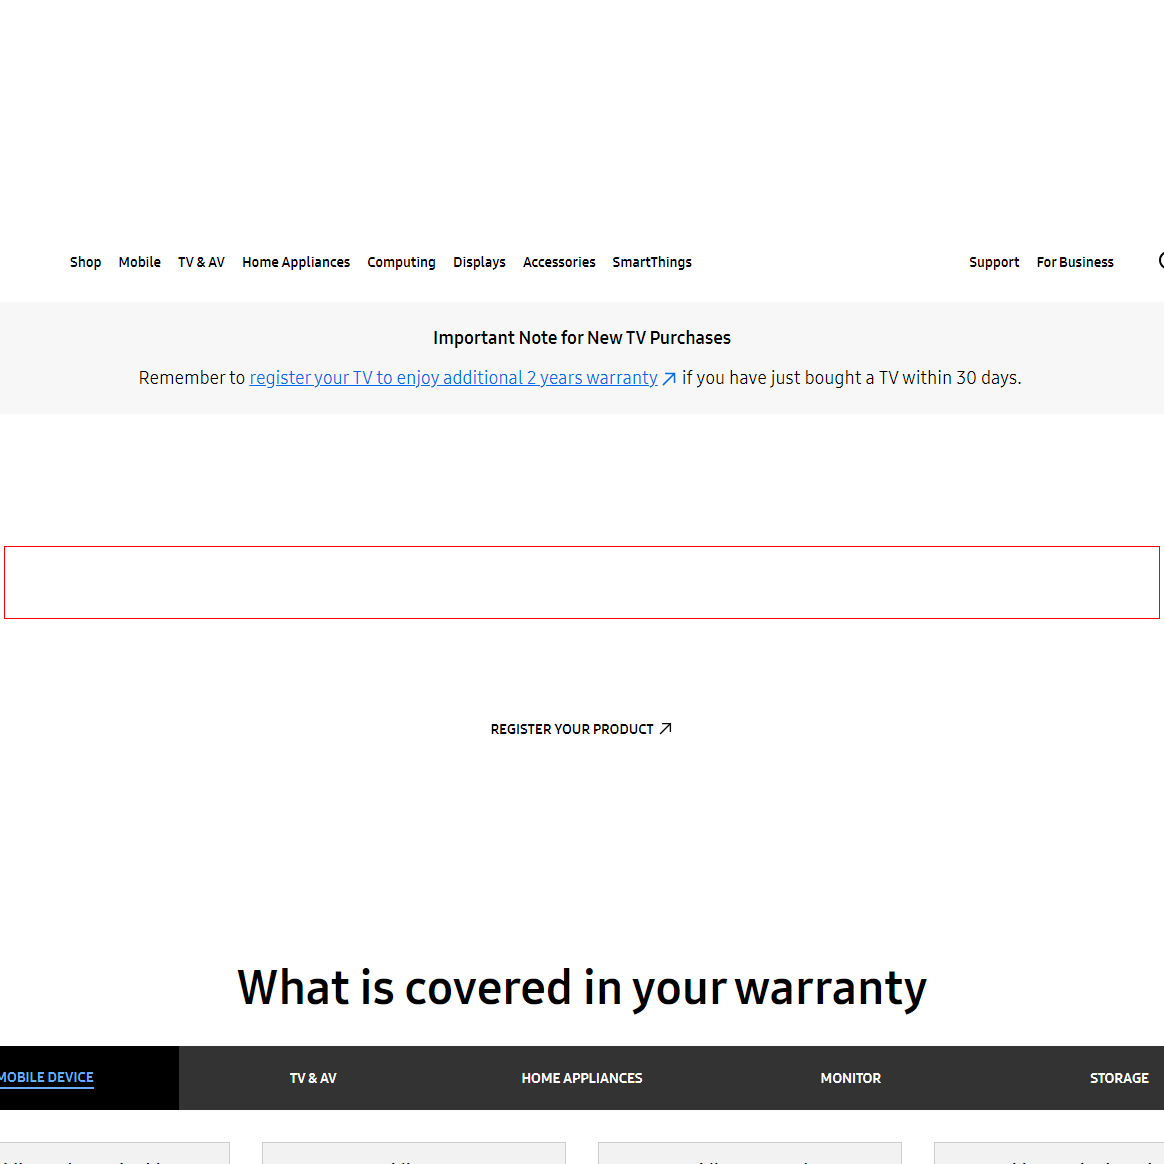 Shop Mobile TV & AV Home Appliances Computing Displays Accessories SmartThings Support For Business
Important Note for New TV Purchases
Remember to register your TV to enjoy additional 2 years warranty if you have just bought a TV within 30 days.
REGISTER YOUR PRODUCT
What is covered in your warranty
MOBILE DEVICE TV & AV HOME APPLIANCES MONITOR STORAGE